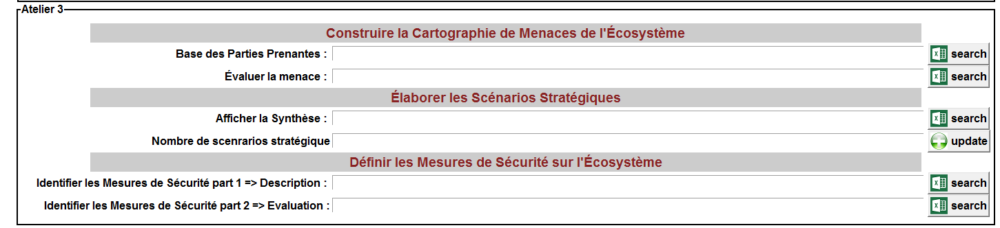 Atelier 3
Construire la Cartographie de Menaces de l'Écosystème
Base des Parties Prenantes : search
Évaluer la menace : search
Élaborer les Scénarios Stratégiques
Afficher la Synthèse : search
Nombre de scenrarios stratégique update
Définir les Mesures de Sécurité sur l'Écosystème
Identifier les Mesures de Sécurité part 1 => Description : search
Identifier les Mesures de Sécurité part 2 => Evaluation : search